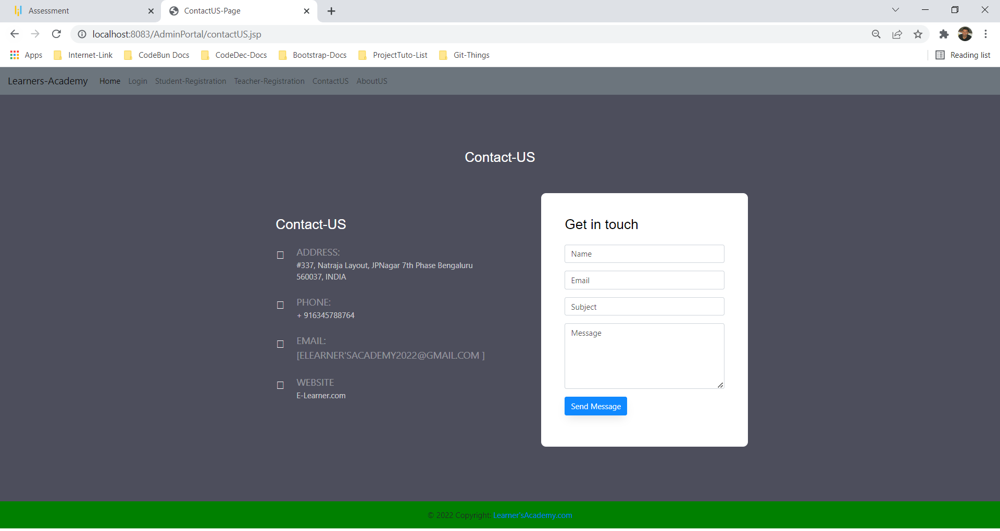 Assessment
ContactUS-Page
localhost:8083/AdminPortal/contactUS.jsp
Apps Internet-Link CodeBun Docs CodeDec-Docs Bootstrap-Docs ProjectTuto-List Git-Things Reading list
Learners-Academy Home Login Student-Registration Teacher-Registration ContactUS AboutUS
Contact-US
Contact-US
ADDRESS:
#337, Natraja Layout, JPNagar 7th Phase Bengaluru
560037, INDIA
PHONE:
+ 916345788764
EMAIL:
[ELEARNER'SACADEMY2022@GMAIL.COM ]
WEBSITE
E-Learner.com
Get in touch
Name
Email
Subject
Message
Send Message
© 2022 Copyright: Learner'sAcademy.com